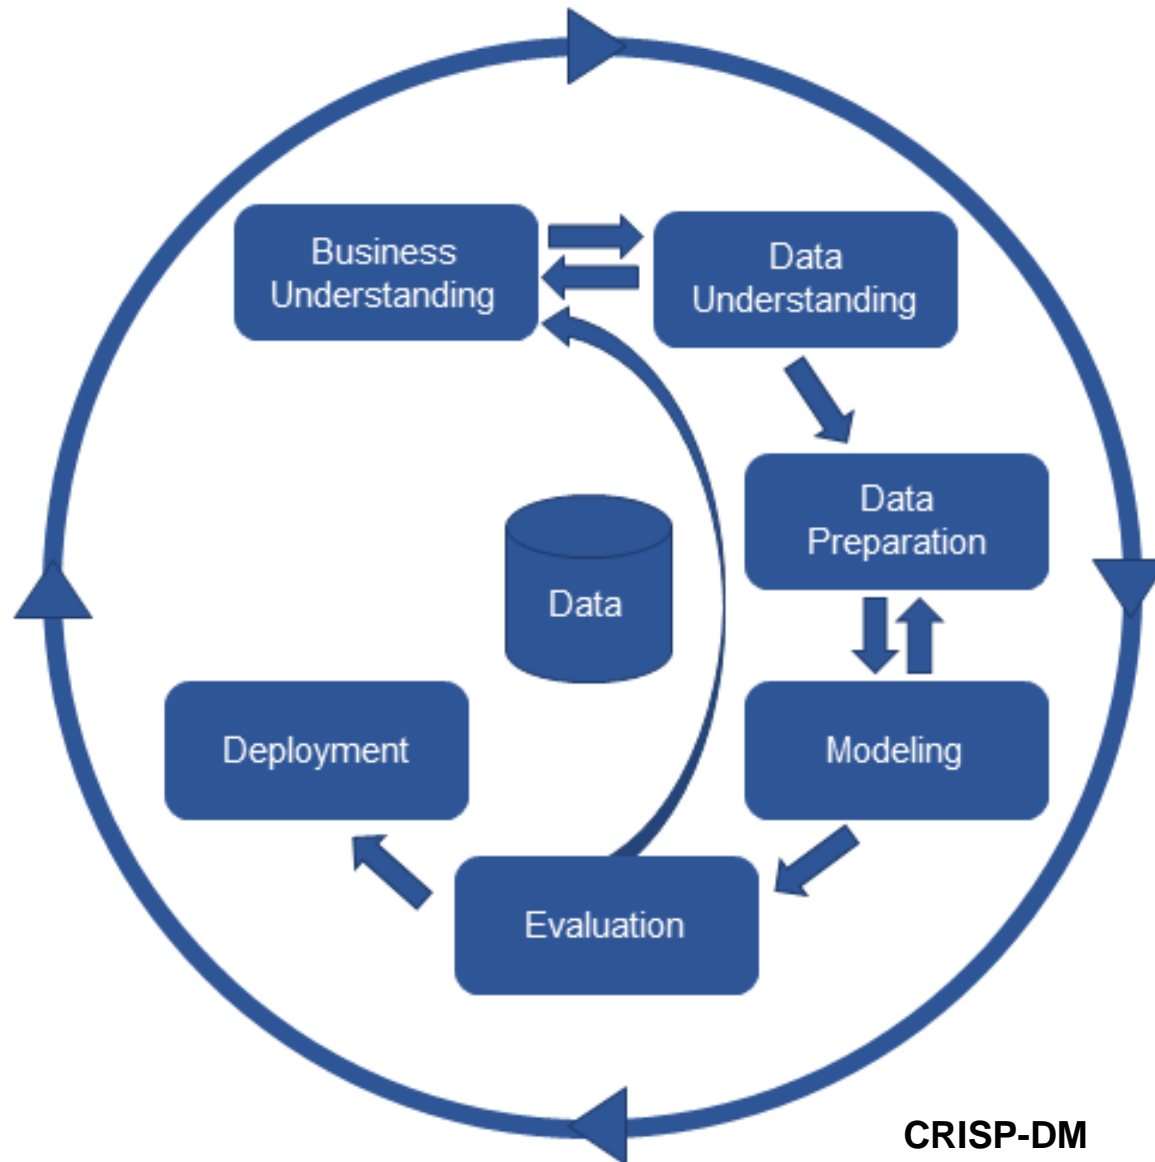 Business
Understanding
Data
Understanding
Data
Preparation
Data
Deployment
Modeling
Evaluation
CRISP-DM